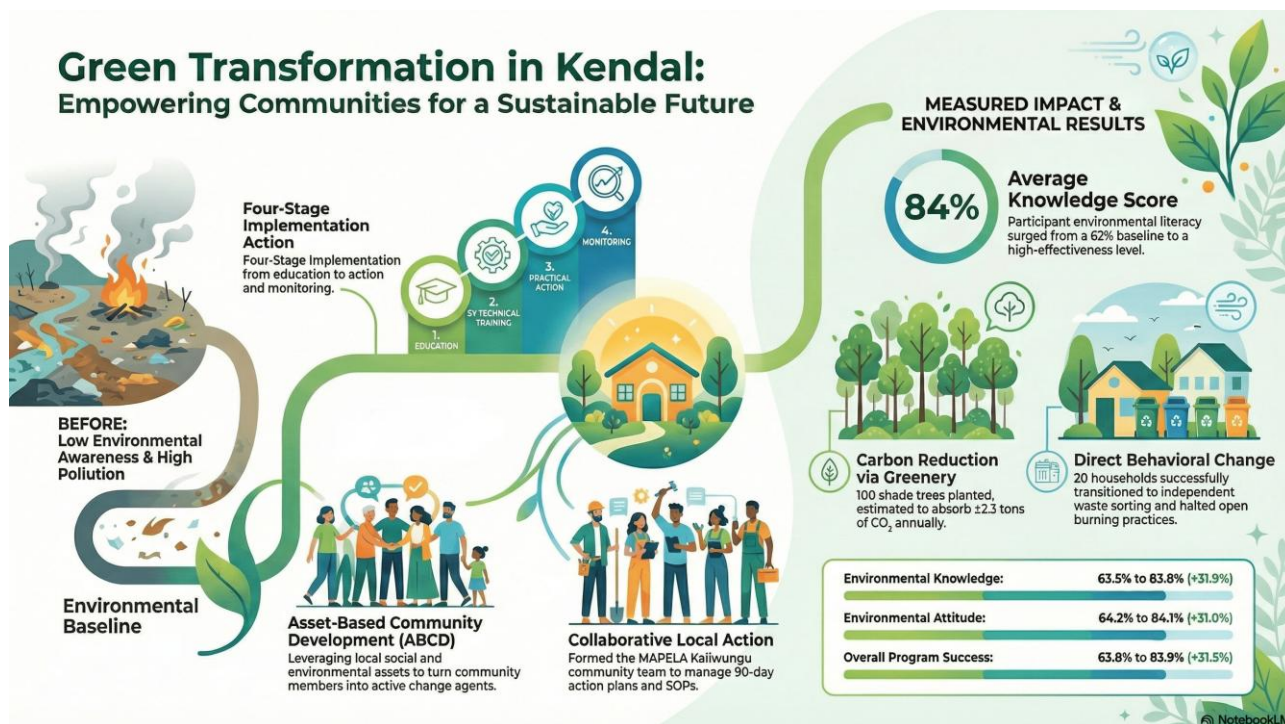 Green Transformation in Kendal:
Empowering Communities for a Sustainable Future
Four-Stage
Implementation
Action
Four-Stage Implementation
from education to action
and monitoring.
1.
EDUCATION
2.
SY TECHNICAL
TRAINING
3.
PRACTICAL
ACTION
4.
MONITORING
BEFORE:
Low Environmental
Awareness & High
Pollution
Environmental
Baseline
Asset-Based Community
Development (ABCD)
Leveraging local social and
environmental assets to turn community
members into active change agents.
Collaborative Local Action
Formed the MAPELA Kaiiwungu
community team to manage 90-day
action plans and SOPs.
MEASURED IMPACT &
ENVIRONMENTAL RESULTS
84%
Average
Knowledge Score
Participant environmental literacy
surged from a 62% baseline to a
high-effectiveness level.
Carbon Reduction
via Greenery
100 shade trees planted,
estimated to absorb ±2.3 tons
of CO₂ annually.
Direct Behavioral Change
20 households successfully
transitioned to independent
waste sorting and halted open
burning practices.
Environmental Knowledge: 63.5% to 83.8% (+31.9%)
Environmental Attitude: 64.2% to 84.1% (+31.0%)
Overall Program Success: 63.8% to 83.9% (+31.5%)
NotebookL